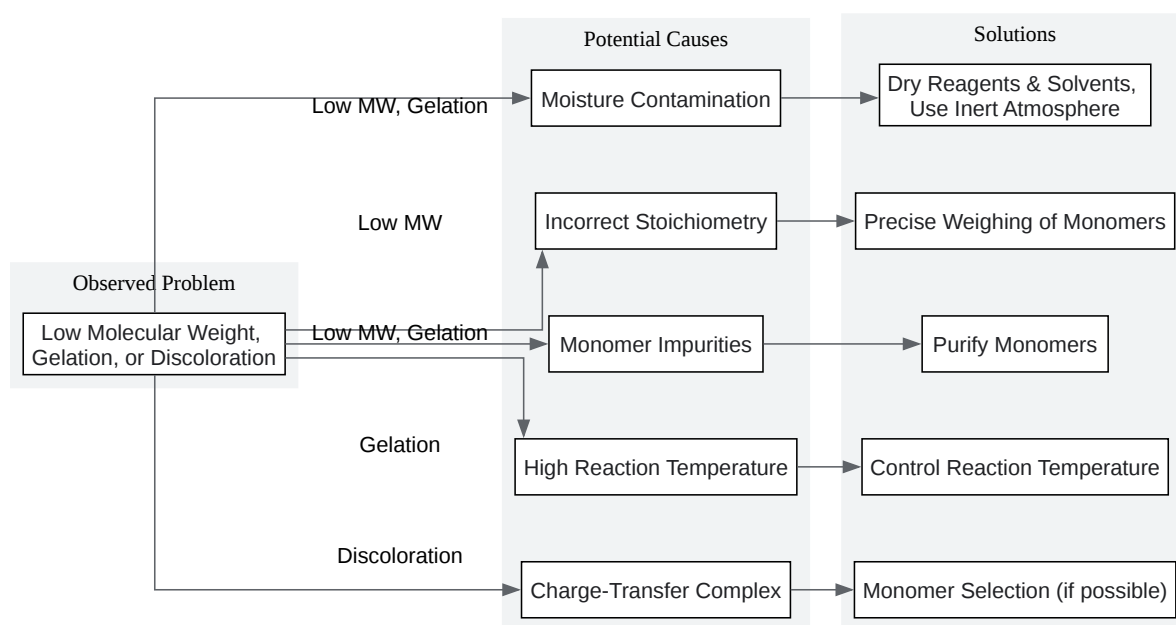 Potential Causes
Solutions
Low MW, Gelation
Moisture Contamination
Dry Reagents & Solvents,
Use Inert Atmosphere
Low MW
Incorrect Stoichiometry
Precise Weighing of Monomers
Observed Problem
Low Molecular Weight,
Gelation, or Discoloration
Low MW, Gelation
Monomer Impurities
Purify Monomers
Gelation
High Reaction Temperature
Control Reaction Temperature
Discoloration
Charge-Transfer Complex
Monomer Selection (if possible)